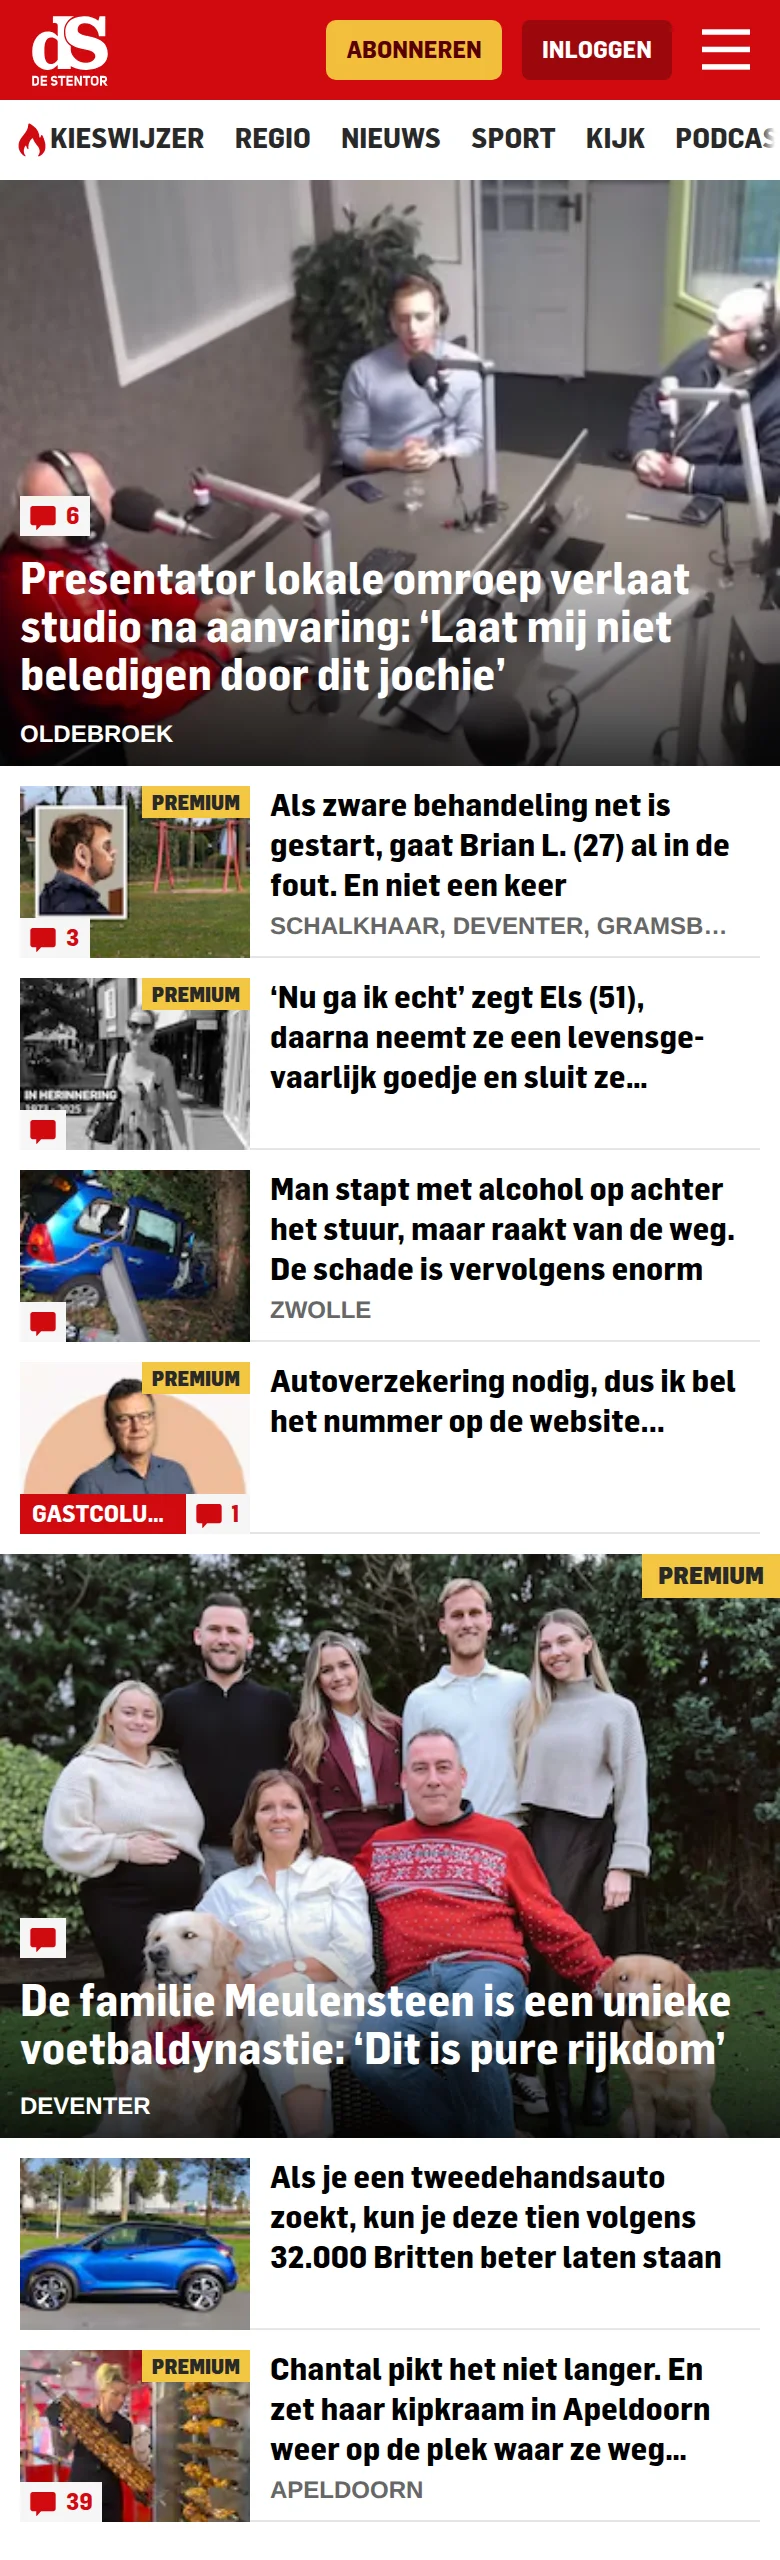 dS
DE STENTOR
ABONNEREN
INLOGGEN
KIESWIJZER REGIO NIEUWS SPORT KIJK PODCAS
6
Presentator lokale omroep verlaat
studio na aanvaring: ‘Laat mij niet
beledigen door dit jochie’
OLDEBROEK
PREMIUM
3
Als zware behandeling net is
gestart, gaat Brian L. (27) al in de
fout. En niet een keer
SCHALKHAAR, DEVENTER, GRAMSB…
PREMIUM
IN HERINNERING
‘Nu ga ik echt’ zegt Els (51),
daarna neemt ze een levensge-
vaarlijk goedje en sluit ze...
Man stapt met alcohol op achter
het stuur, maar raakt van de weg.
De schade is vervolgens enorm
ZWOLLE
PREMIUM
GASTCOLU...
1
Autoverzekering nodig, dus ik bel
het nummer op de website...
PREMIUM
De familie Meulensteen is een unieke
voetbaldynastie: ‘Dit is pure rijkdom’
DEVENTER
Als je een tweedehandsauto
zoekt, kun je deze tien volgens
32.000 Britten beter laten staan
PREMIUM
39
Chantal pikt het niet langer. En
zet haar kipkraam in Apeldoorn
weer op de plek waar ze weg...
APELDOORN